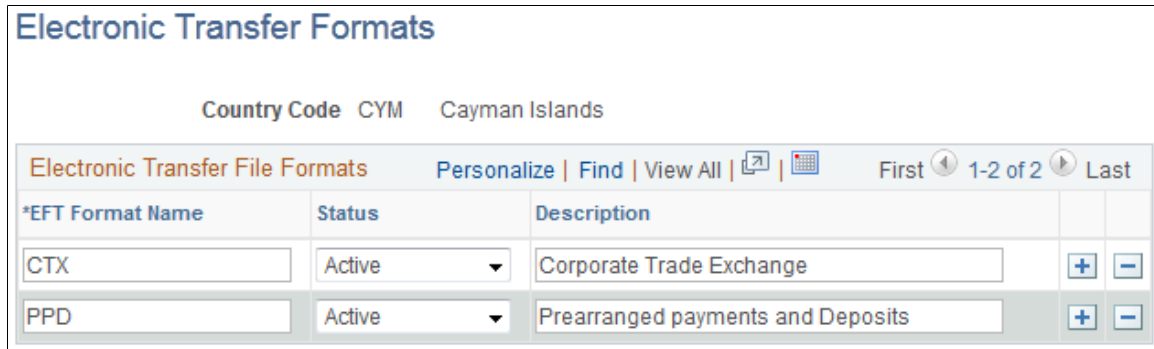 Electronic Transfer Formats
Country Code CYM Cayman Islands
Electronic Transfer File Formats Personalize | Find | View All | | First 1-2 of 2 Last
*EFT Format Name Status Description
CTX Active Corporate Trade Exchange
PPD Active Prearranged payments and Deposits